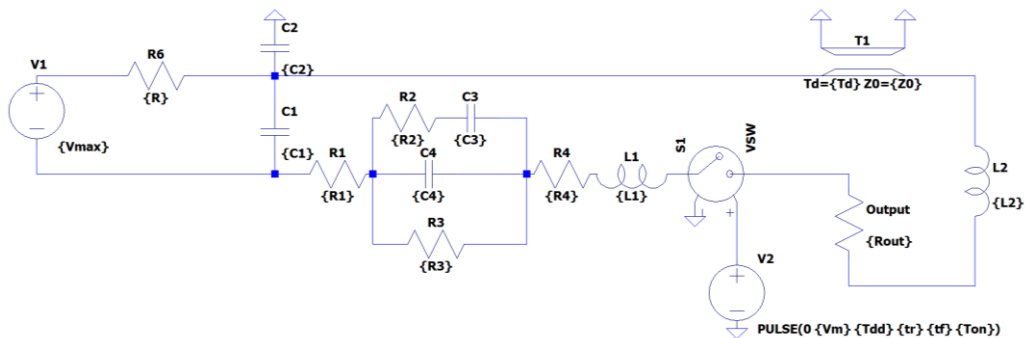 C2
T1
R6
{C2}
V1
{R}
Td={Td} Z0={Z0}
C1
R2
C3
{Vmax}
{C1}
{R2}
{C3}
R1
C4
R4
L1
S1
VSW
L2
{R1}
{C4}
{R4}
{L1}
{L2}
Output
R3
{Rout}
{R3}
V2
PULSE(0 {Vm} {Tdd} {tr} {tf} {Ton})